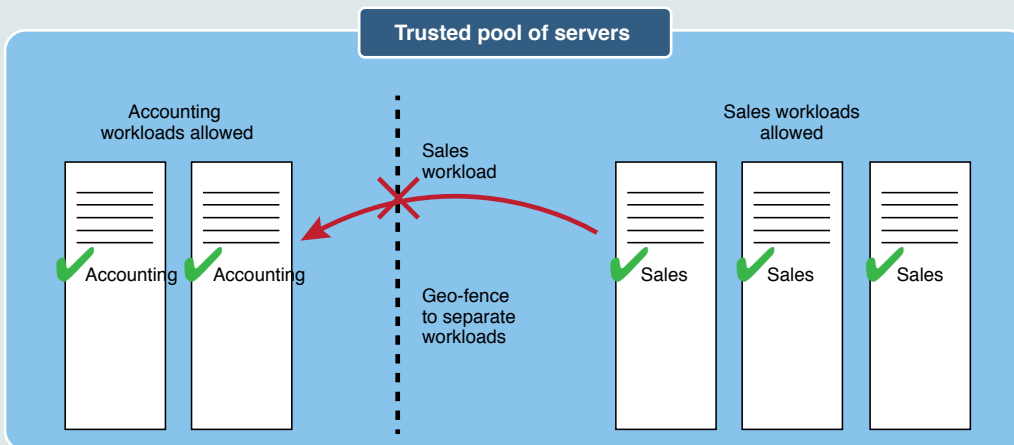 Trusted pool of servers
Accounting
workloads allowed
Sales workloads
allowed
Sales
workload
Accounting
Accounting
Sales
Sales
Sales
Geo-fence
to separate
workloads